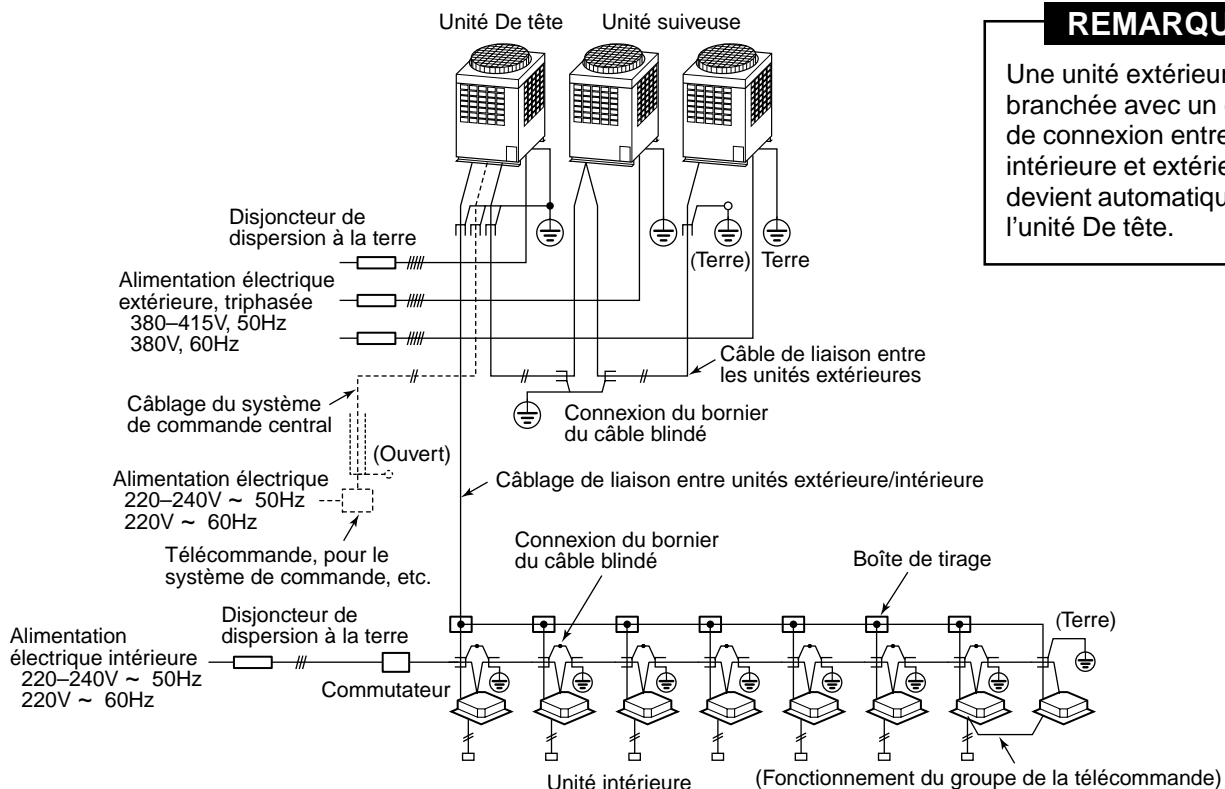 Unité De tête
Unité suiveuse
REMARQU
Une unité extérieur
branchée avec un
de connexion entre
intérieure et extérie
devient automatiqu
l’unité De tête.
Disjoncteur de
dispersion à la terre
(Terre)
Terre
Alimentation électrique
extérieure, triphasée
380–415V, 50Hz
380V, 60Hz
Câble de liaison entre
les unités extérieures
Câblage du système
de commande central
Connexion du bornier
du câble blindé
(Ouvert)
Alimentation électrique
220–240V ~ 50Hz
220V ~ 60Hz
Câblage de liaison entre unités extérieure/intérieure
Télécommande, pour le
système de commande, etc.
Connexion du bornier
du câble blindé
Boîte de tirage
Disjoncteur de
dispersion à la terre
(Terre)
Alimentation
électrique intérieure
220–240V ~ 50Hz
220V ~ 60Hz
Commutateur
Unité intérieure
(Fonctionnement du groupe de la télécommande)